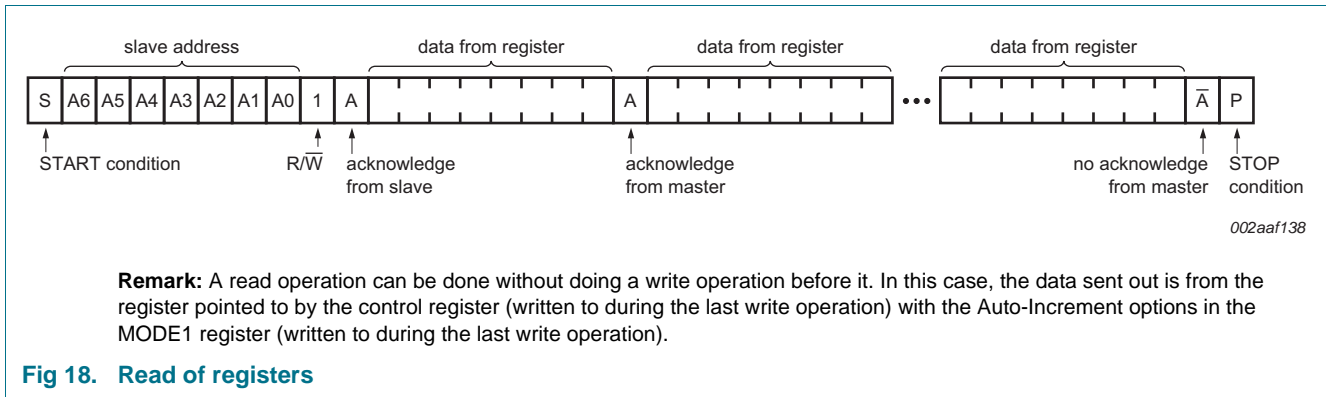 slave address data from register data from register data from register
S A6 A5 A4 A3 A2 A1 A0 1 A A A̅ P
START condition R/W̅ acknowledge from slave acknowledge from master no acknowledge from master STOP condition
002aaf138
Remark: A read operation can be done without doing a write operation before it. In this case, the data sent out is from the
register pointed to by the control register (written to during the last write operation) with the Auto-Increment options in the
MODE1 register (written to during the last write operation).
Fig 18. Read of registers